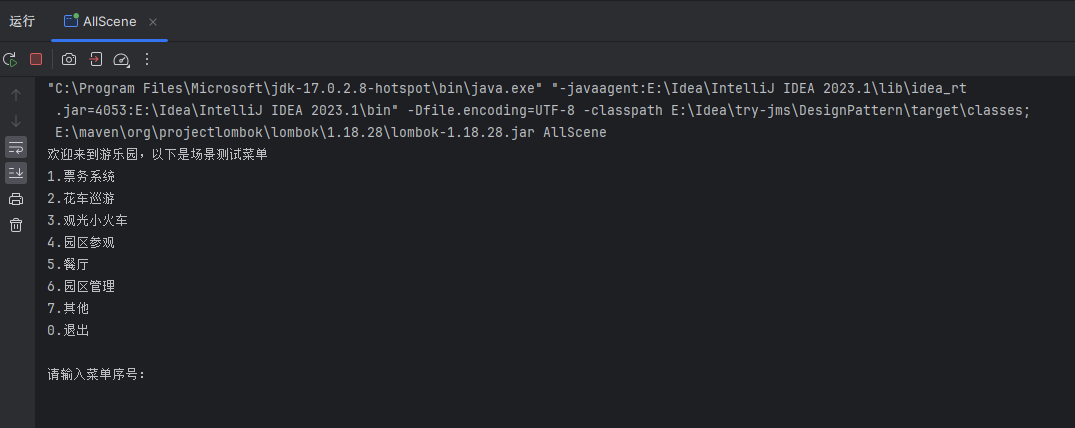 运行
AllScene
"C:\Program Files\Microsoft\jdk-17.0.2.8-hotspot\bin\java.exe" "-javaagent:E:\Idea\IntelliJ IDEA 2023.1\lib\idea_rt
.jar=4053:E:\Idea\IntelliJ IDEA 2023.1\bin" -Dfile.encoding=UTF-8 -classpath E:\Idea\try-jms\DesignPattern\target\classes;
E:\maven\org\projectlombok\lombok\1.18.28\lombok-1.18.28.jar AllScene
欢迎来到游乐园，以下是场景测试菜单
1.票务系统
2.花车巡游
3.观光小火车
4.园区参观
5.餐厅
6.园区管理
7.其他
0.退出
请输入菜单序号：